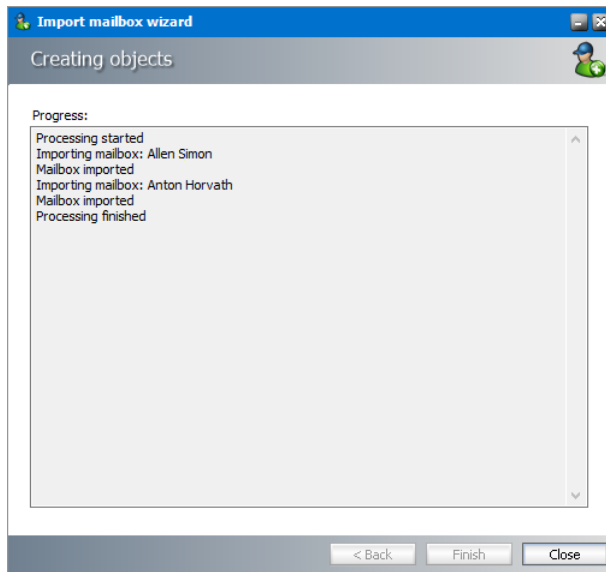 Import mailbox wizard
Creating objects
Progress:
Processing started
Importing mailbox: Allen Simon
Mailbox imported
Importing mailbox: Anton Horvath
Mailbox imported
Processing finished
< Back
Finish
Close